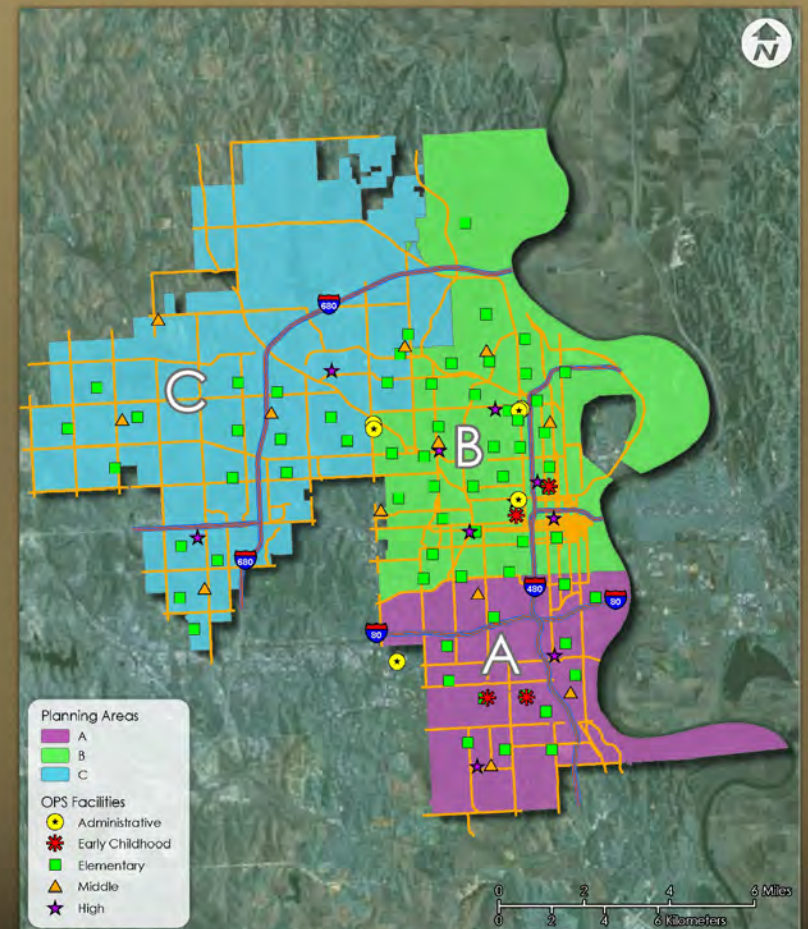 N
680
C
B
680
480
80
80
A
Planning Areas
A
B
C
OPS Facilities
Administrative
Early Childhood
Elementary
Middle
High
0 2 4 6 Miles
0 2 4 6 Kilometers